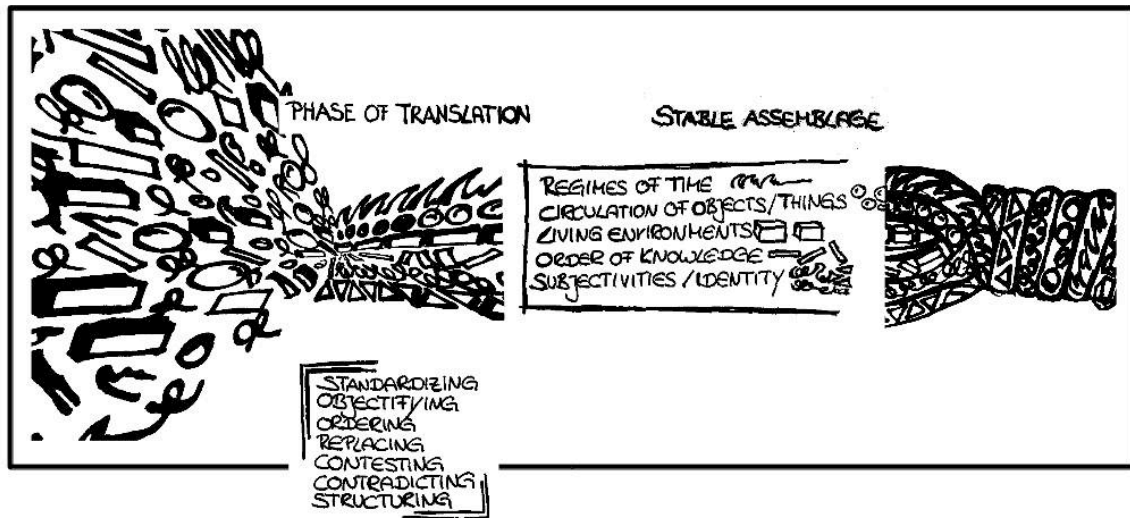 PHASE OF TRANSLATION
STABLE ASSEMBLAGE
REGIMES OF TIME
CIRCULATION OF OBJECTS/THINGS
LIVING ENVIRONMENTS
ORDER OF KNOWLEDGE
SUBJECTIVITIES/IDENTITY
STANDARDIZING
OBJECTIFYING
ORDERING
REPLACING
CONTESTING
CONTRADICTING
STRUCTURING